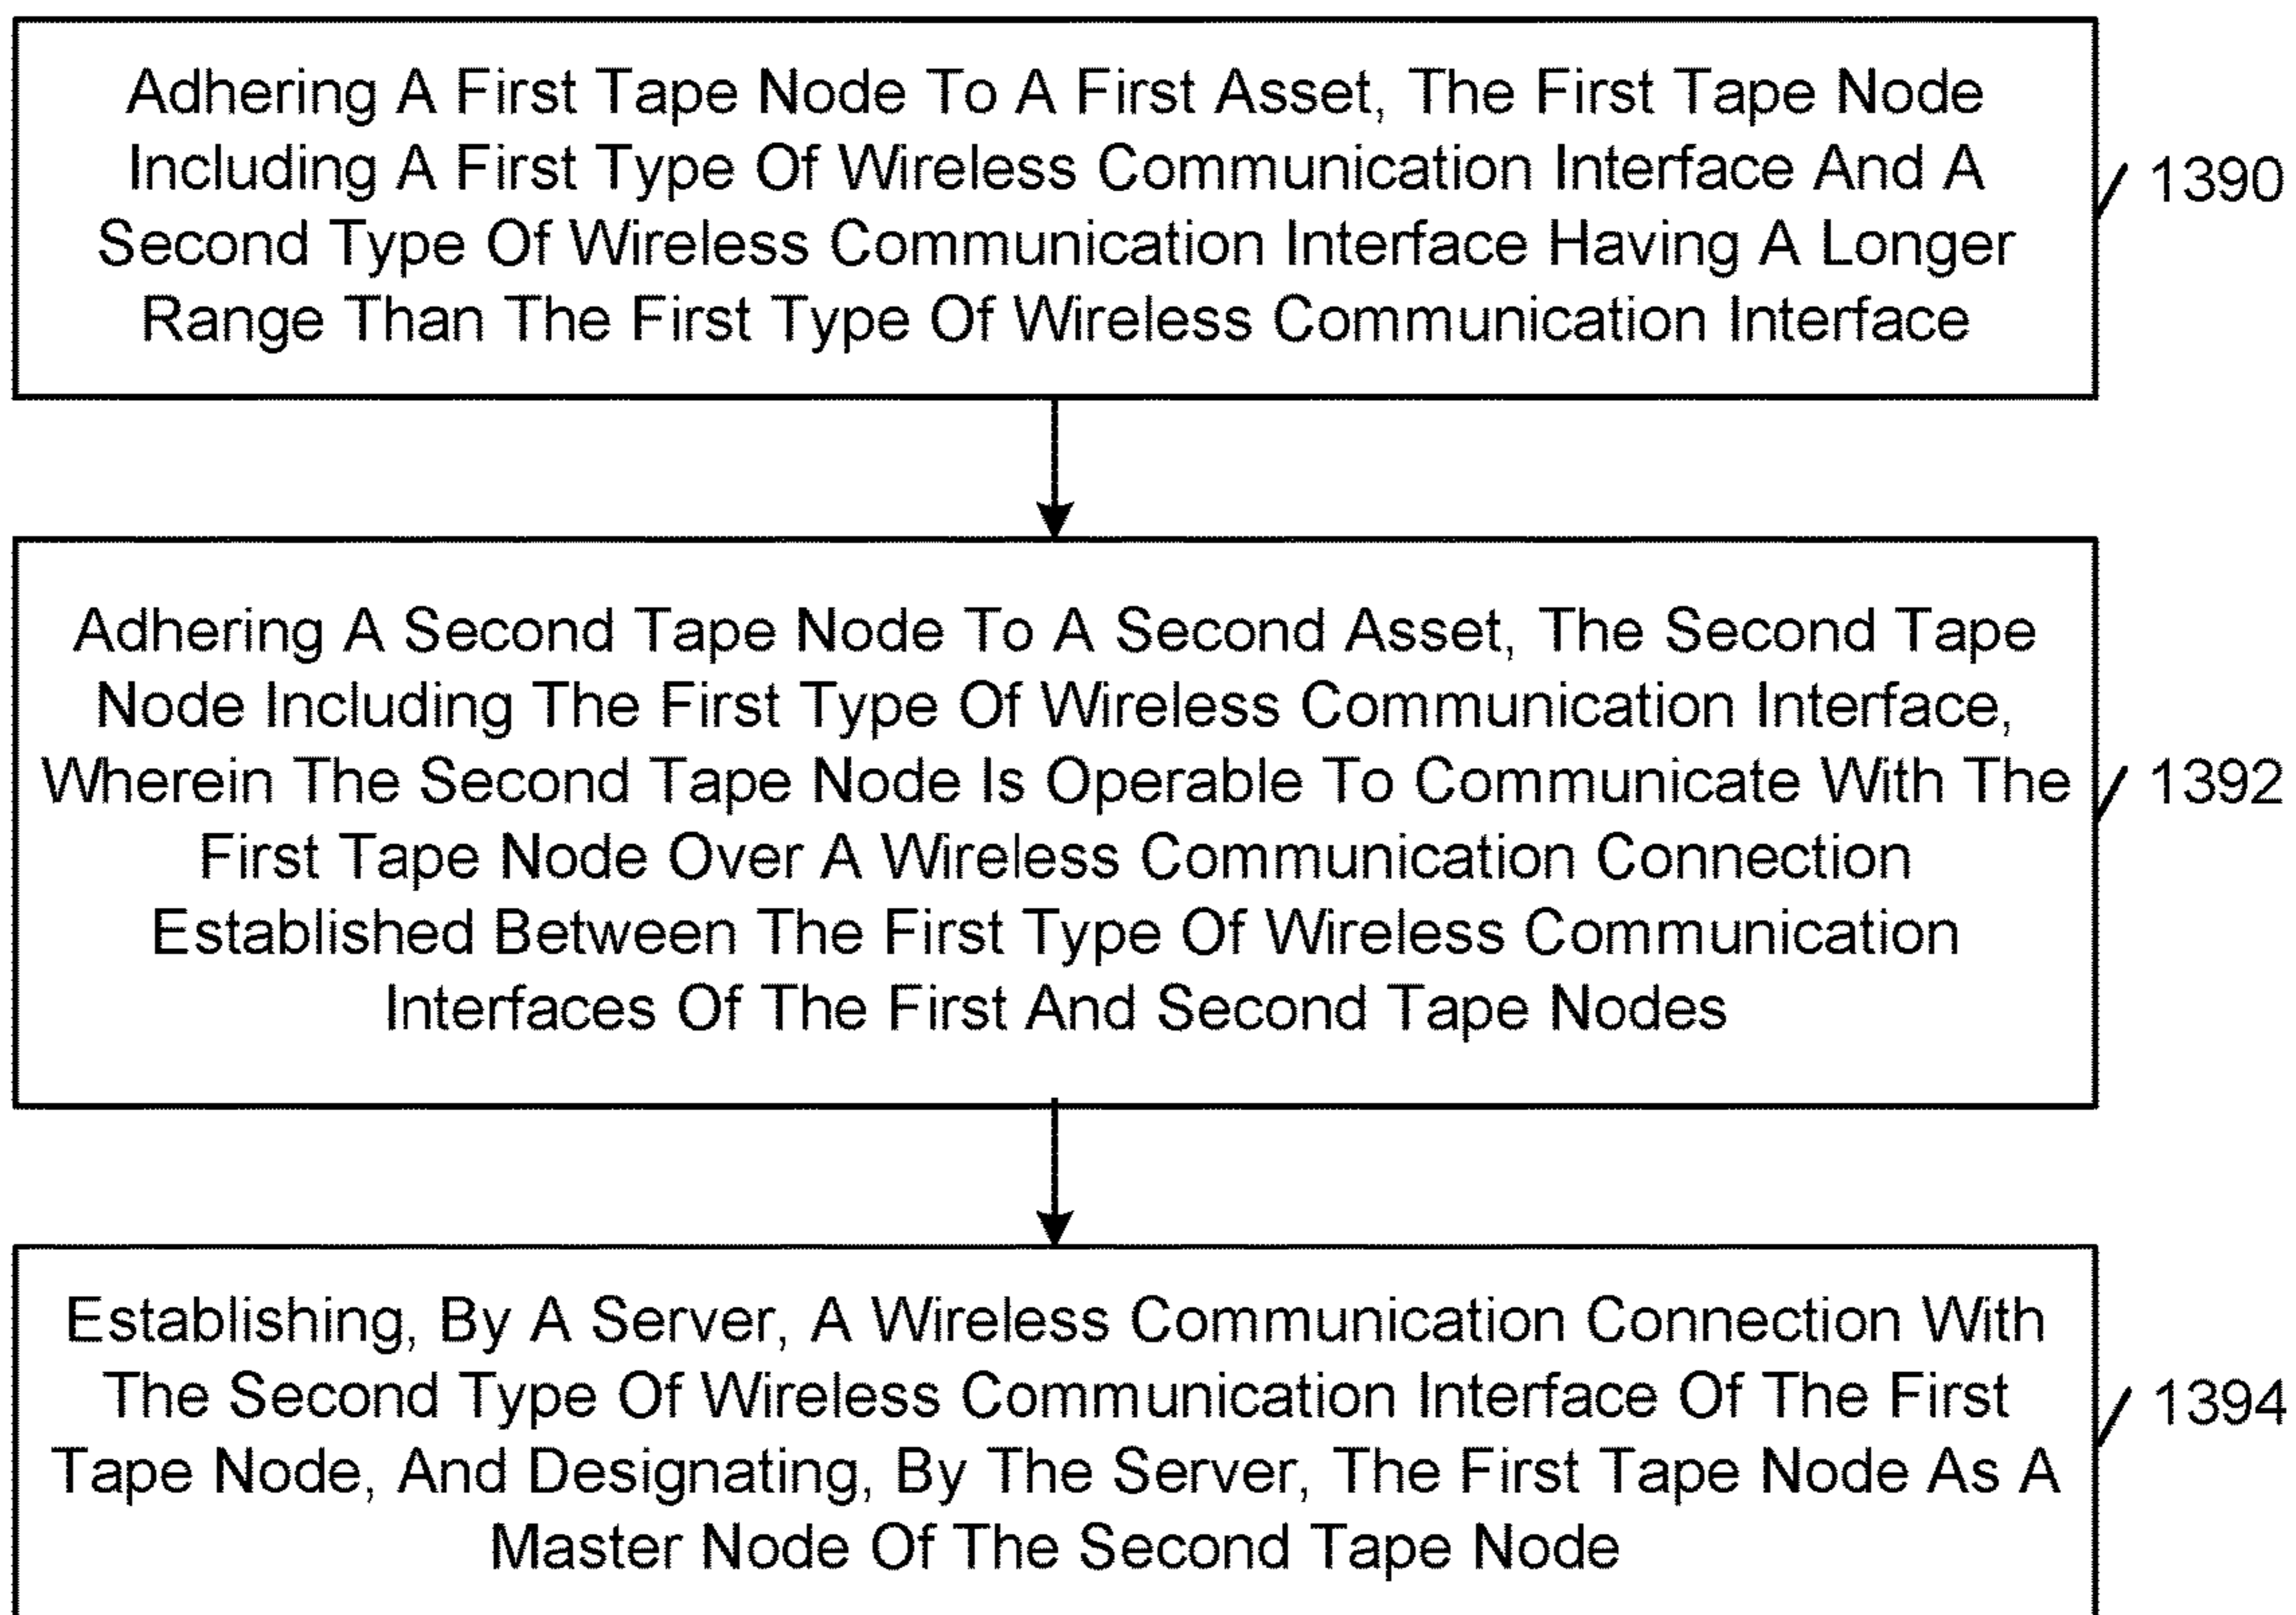 Adhering A First Tape Node To A First Asset, The First Tape Node
Including A First Type Of Wireless Communication Interface And A
Second Type Of Wireless Communication Interface Having A Longer
Range Than The First Type Of Wireless Communication Interface
1390
Adhering A Second Tape Node To A Second Asset, The Second Tape
Node Including The First Type Of Wireless Communication Interface,
Wherein The Second Tape Node Is Operable To Communicate With The
First Tape Node Over A Wireless Communication Connection
Established Between The First Type Of Wireless Communication
Interfaces Of The First And Second Tape Nodes
1392
Establishing, By A Server, A Wireless Communication Connection With
The Second Type Of Wireless Communication Interface Of The First
Tape Node, And Designating, By The Server, The First Tape Node As A
Master Node Of The Second Tape Node
1394